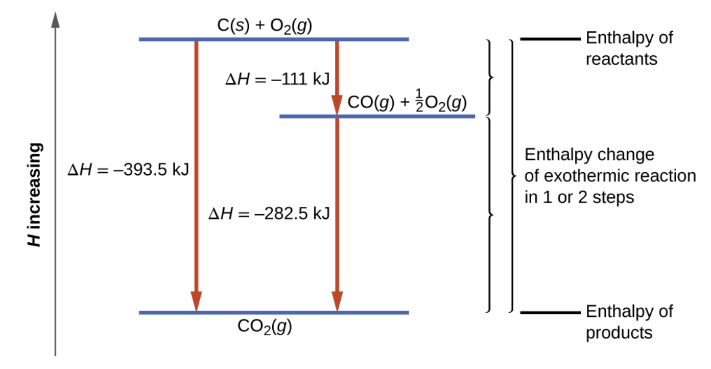 C(s) + O₂(g)
Enthalpy of
reactants
ΔH = –111 kJ
CO(g) + ½O₂(g)
H increasing
ΔH = –393.5 kJ
Enthalpy change
of exothermic reaction
in 1 or 2 steps
ΔH = –282.5 kJ
Enthalpy of
products
CO₂(g)